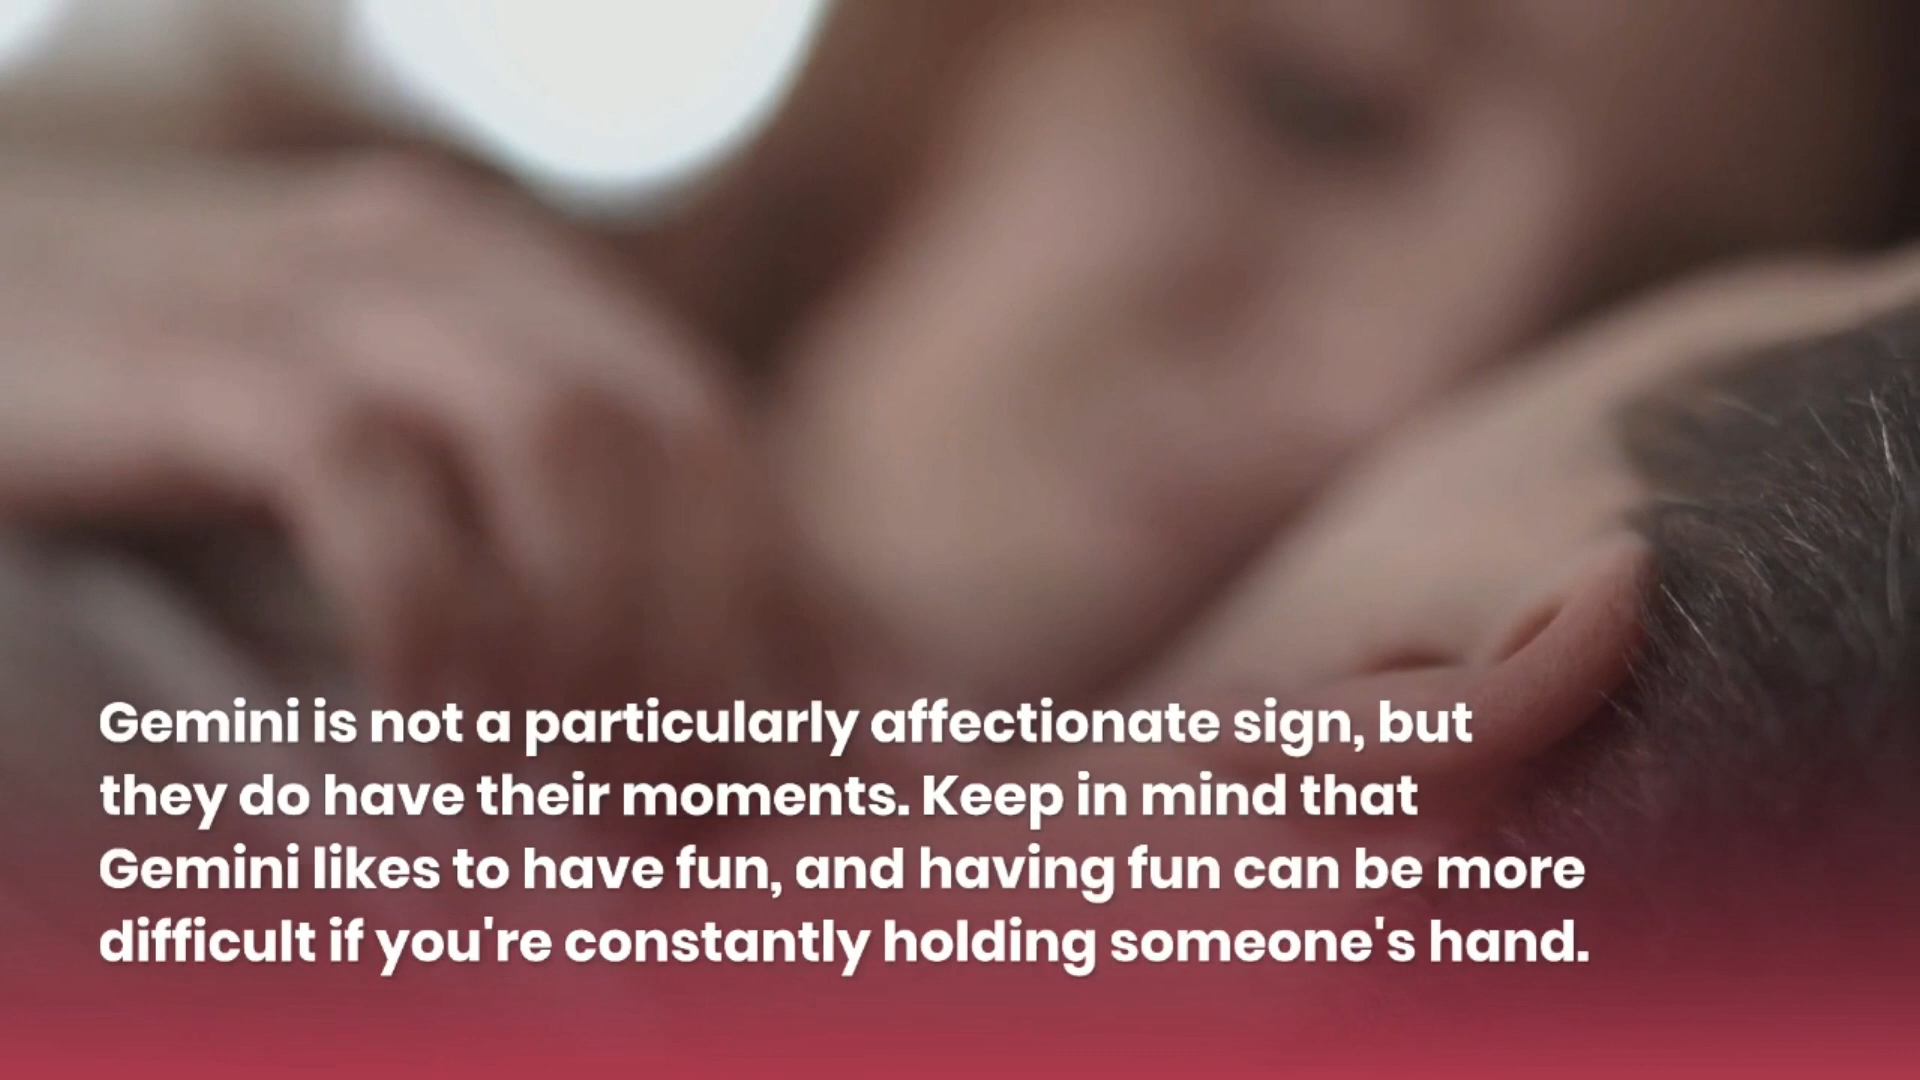 Gemini is not a particularly affectionate sign, but
they do have their moments. Keep in mind that
Gemini likes to have fun, and having fun can be more
difficult if you're constantly holding someone's hand.